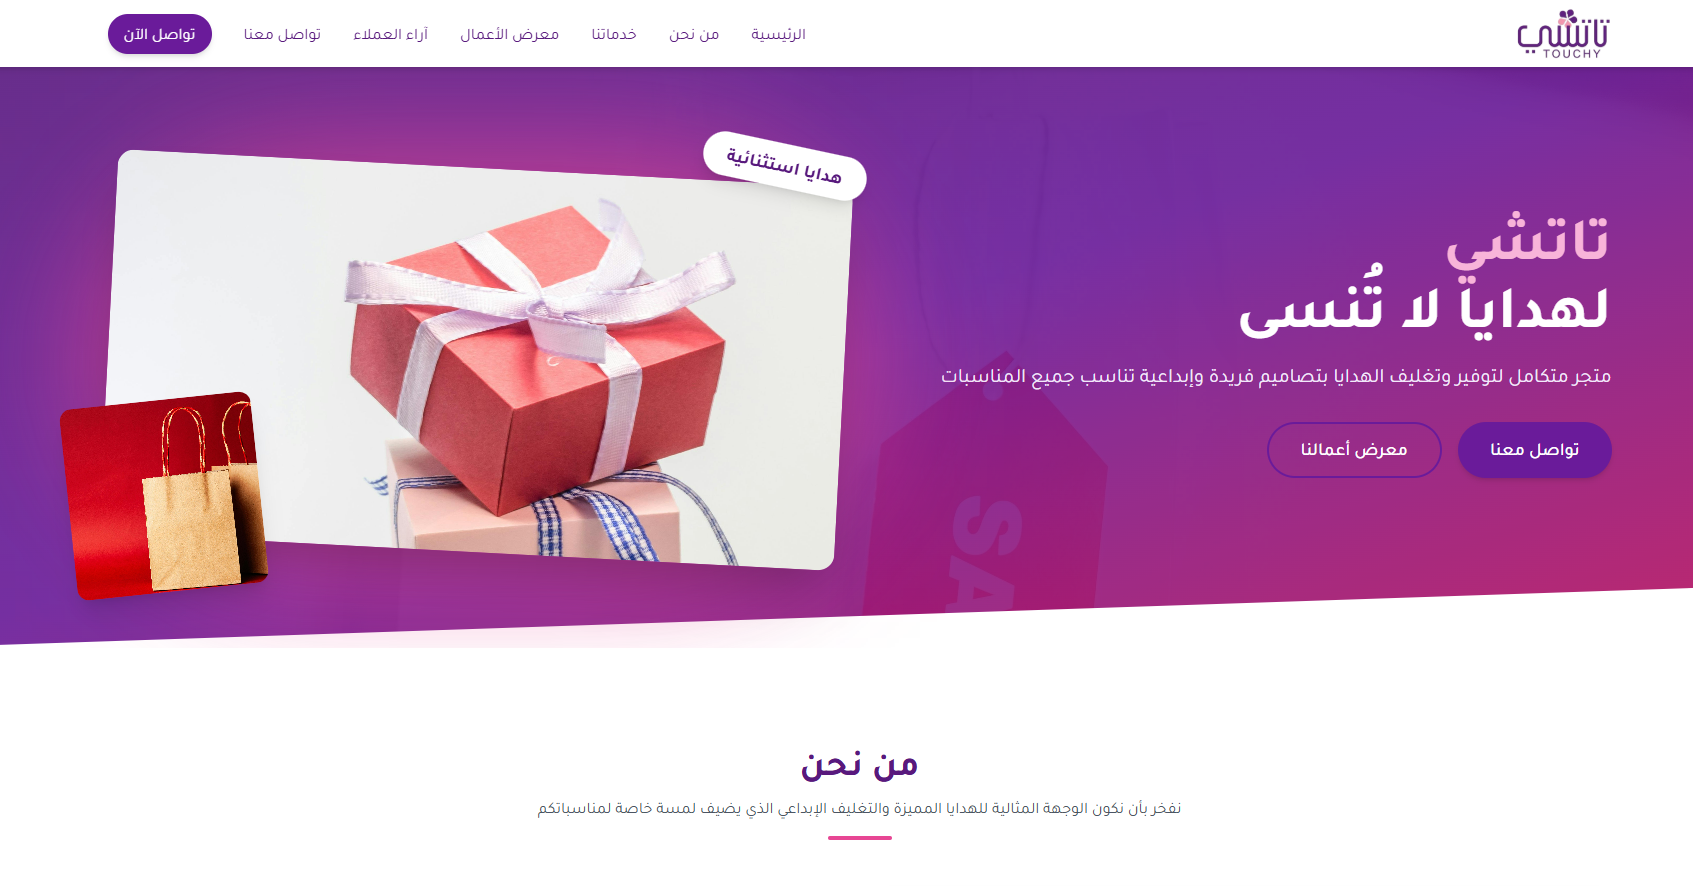 تاتشي
TOUCHY
الرئيسية
من نحن
خدماتنا
معرض الأعمال
آراء العملاء
تواصل معنا
تواصل الآن
تاتشي
لهدايا لا تُنسى
متجر متكامل لتوفير وتغليف الهدايا بتصاميم فريدة وإبداعية تناسب جميع المناسبات
تواصل معنا
معرض أعمالنا
هدايا استثنائية
SA
من نحن
نفخر بأن نكون الوجهة المثالية للهدايا المميزة والتغليف الإبداعي الذي يضيف لمسة خاصة لمناسباتكم